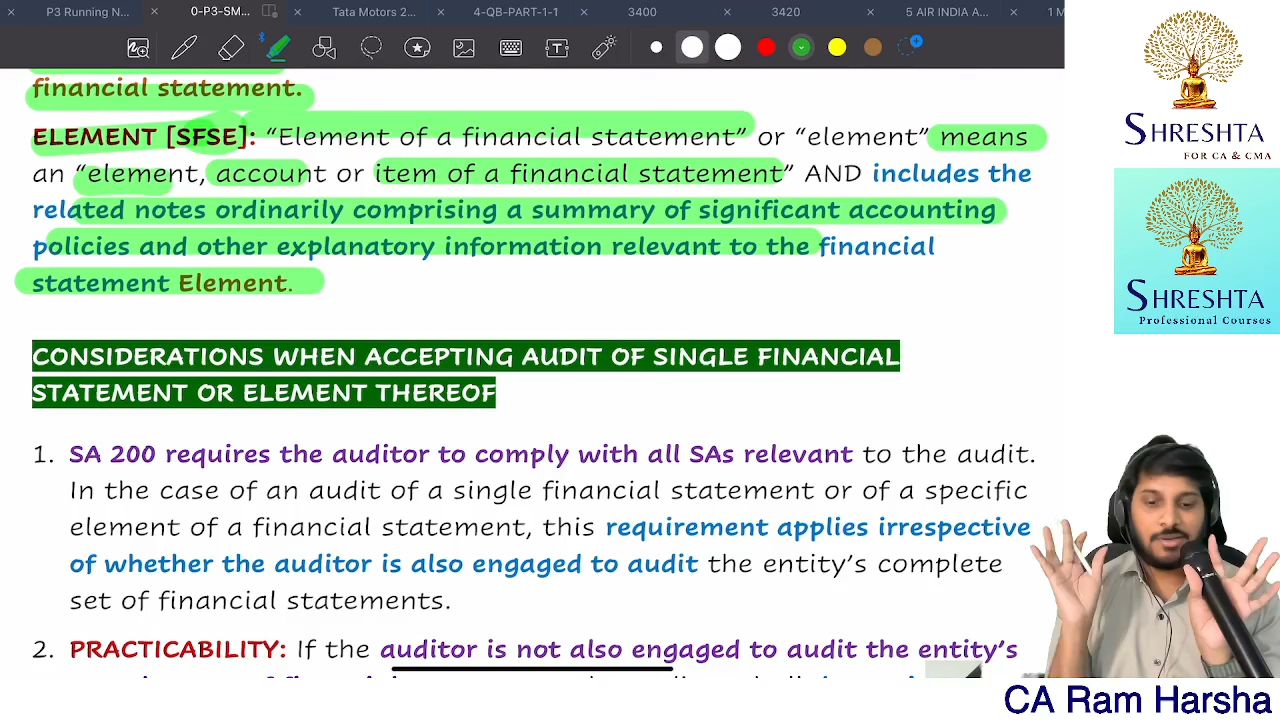 P3 Running N...
0-P3-SM...
Tata Motors 2...
4-QB-PART-1-1
3400
3420
5 AIR INDIA A...
1 M
financial statement.
ELEMENT [SFSE]: “Element of a financial statement” or “element” means
an “element, account or item of a financial statement” AND includes the
related notes ordinarily comprising a summary of significant accounting
policies and other explanatory information relevant to the financial
statement Element.
CONSIDERATIONS WHEN ACCEPTING AUDIT OF SINGLE FINANCIAL
STATEMENT OR ELEMENT THEREOF
1. SA 200 requires the auditor to comply with all SAs relevant to the audit.
In the case of an audit of a single financial statement or of a specific
element of a financial statement, this requirement applies irrespective
of whether the auditor is also engaged to audit the entity’s complete
set of financial statements.
2. PRACTICABILITY: If the auditor is not also engaged to audit the entity’s
SHRESHTA
FOR CA & CMA
SHRESHTA
Professional Courses
CA Ram Harsha